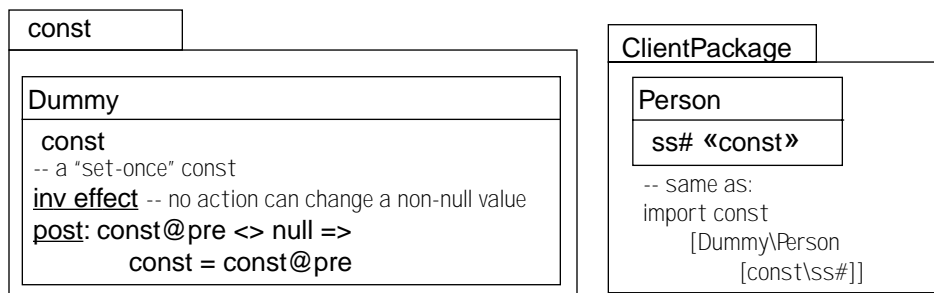 const
Dummy
const
-- a "set-once" const
inv effect -- no action can change a non-null value
post: const@pre <> null =>
const = const@pre
ClientPackage
Person
ss# «const»
-- same as:
import const
[Dummy\Person
[const\ss#]]